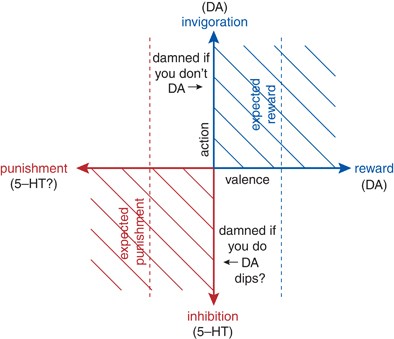 (DA)
invigoration
damned if
you don't
DA
action
expected
reward
punishment
(5–HT?)
valence
reward
(DA)
expected
punishment
damned if
you do
DA
dips?
inhibition
(5–HT)